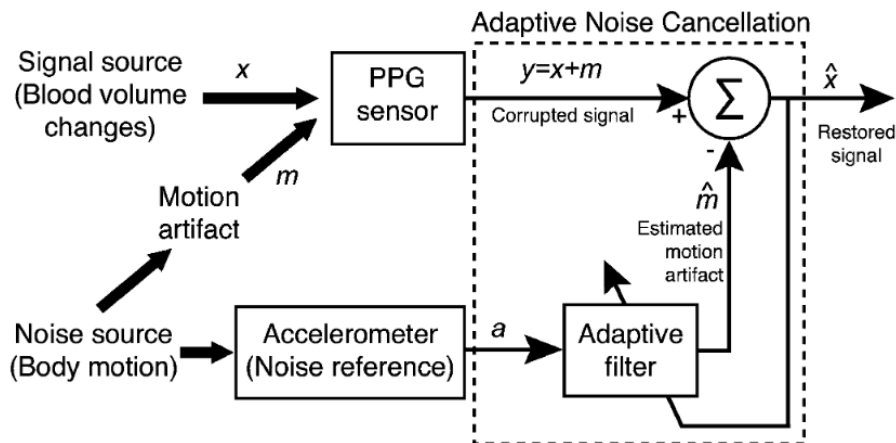 Adaptive Noise Cancellation
Signal source
(Blood volume
changes)
x
PPG
sensor
y=x+m
Corrupted signal
+
Σ
-
x̂
Restored
signal
m
Motion
artifact
m̂
Estimated
motion
artifact
Noise source
(Body motion)
Accelerometer
(Noise reference)
a
Adaptive
filter